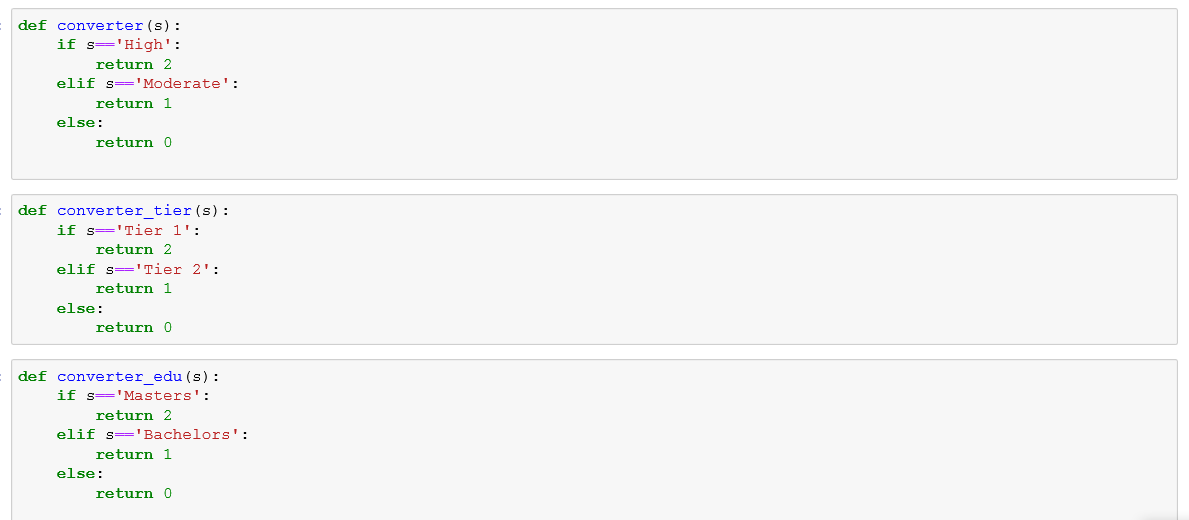 def converter(s):
    if s=='High':
        return 2
    elif s=='Moderate':
        return 1
    else:
        return 0
def converter_tier(s):
    if s=='Tier 1':
        return 2
    elif s=='Tier 2':
        return 1
    else:
        return 0
def converter_edu(s):
    if s=='Masters':
        return 2
    elif s=='Bachelors':
        return 1
    else:
        return 0